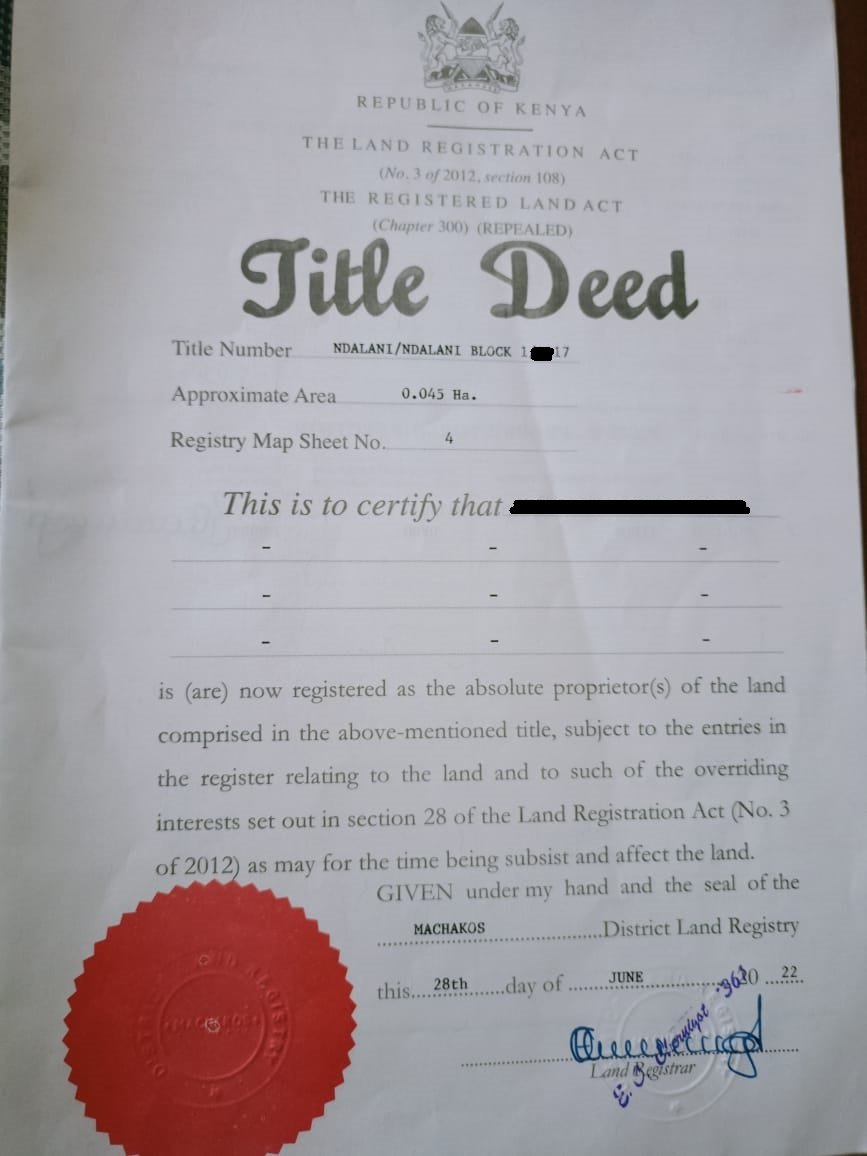 REPUBLIC OF KENYA
THE LAND REGISTRATION ACT
(No. 3 of 2012, section 108)
THE REGISTERED LAND ACT
(Chapter 300) (REPEALED)
Title Deed
Title Number NDALANI/NDALANI BLOCK 1 17
Approximate Area 0.045 Ha.
Registry Map Sheet No. 4
This is to certify that
- - -
- - -
- - -
is (are) now registered as the absolute proprietor(s) of the land
comprised in the above-mentioned title, subject to the entries in
the register relating to the land and to such of the overriding
interests set out in section 28 of the Land Registration Act (No. 3
of 2012) as may for the time being subsist and affect the land.
GIVEN under my hand and the seal of the
MACHAKOS District Land Registry
this 28th day of JUNE 20 22
Land Registrar
DISTRICT LAND REGISTRY
MACHAKOS